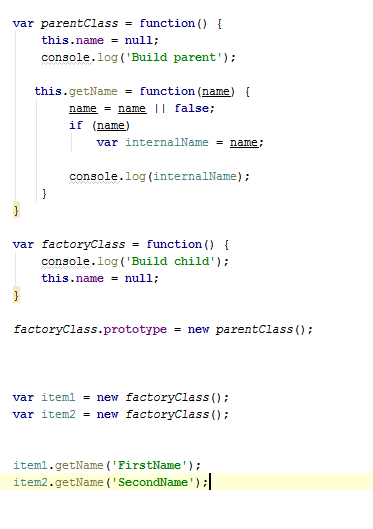 var parentClass = function() {
    this.name = null;
    console.log('Build parent');
   this.getName = function(name) {
        name = name || false;
        if (name)
            var internalName = name;
        console.log(internalName);
    }
}
var factoryClass = function() {
    console.log('Build child');
    this.name = null;
}
factoryClass.prototype = new parentClass();
var item1 = new factoryClass();
var item2 = new factoryClass();
item1.getName('FirstName');
item2.getName('SecondName');